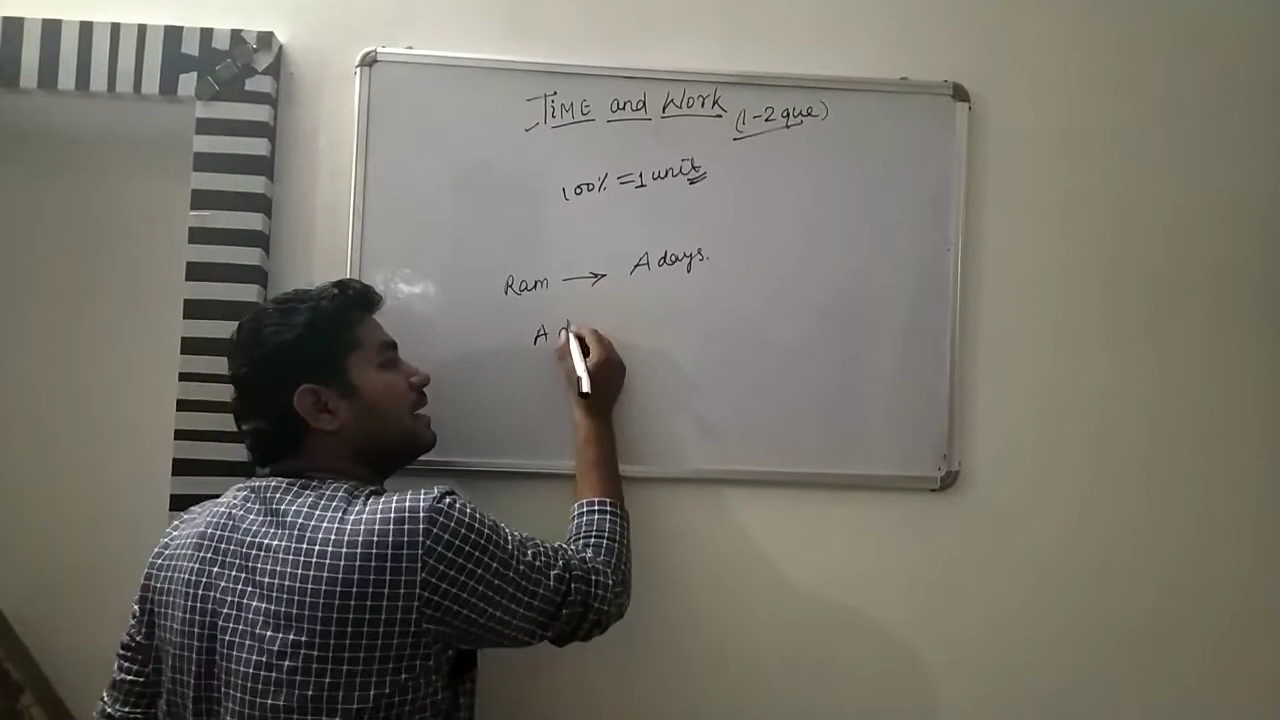 TIME and Work (1-2 que)
100% = 1 unit
Ram → A days.
A d